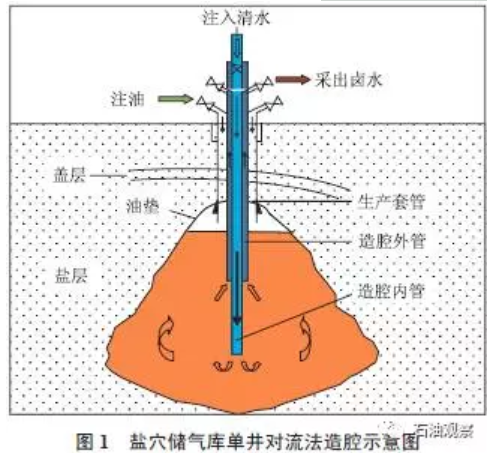 注入清水
采出卤水
注油
盖层
油垫
生产套管
造腔外管
盐层
造腔内管
石油观察
图 1 盐穴储气库单井对流法造腔示意图